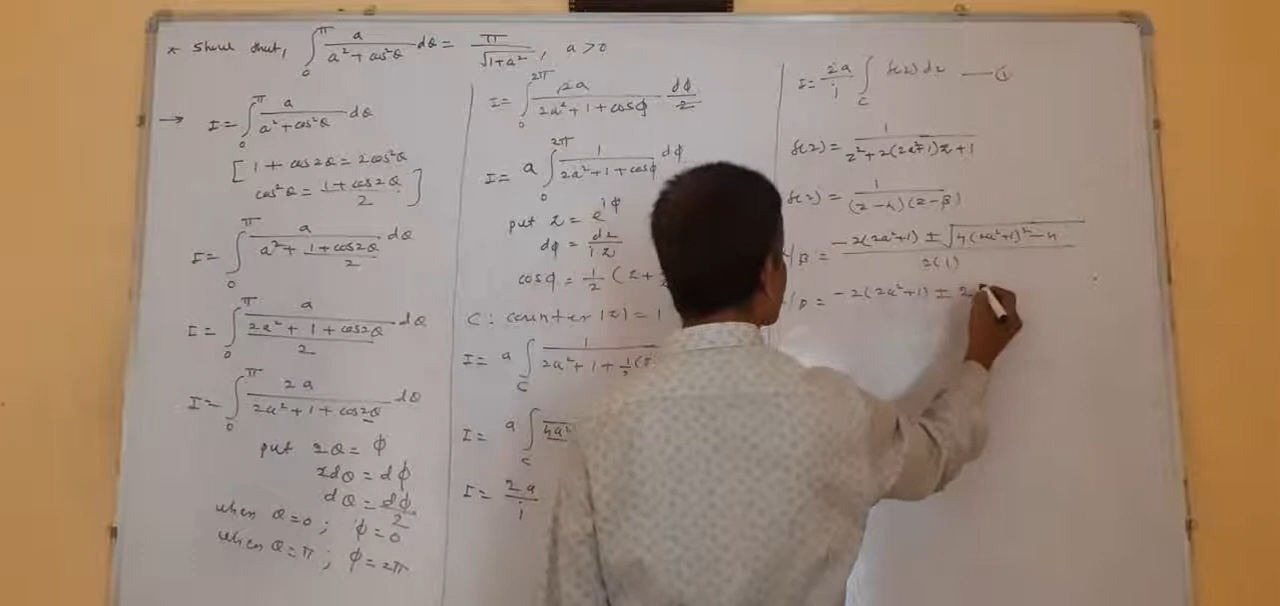 * Show that, ∫₀^π a/(a²+cos²θ) dθ = π/√(1+a²), a>0
→ I = ∫₀^π a/(a²+cos²θ) dθ
[1 + cos2θ = 2cos²θ
cos²θ = (1+cos2θ)/2]
I = ∫₀^π a/(a² + (1+cos2θ)/2) dθ
I = ∫₀^π a/((2a² + 1 + cos2θ)/2) dθ
I = ∫₀^π 2a/(2a² + 1 + cos2θ) dθ
put 2θ = φ
2dθ = dφ
dθ = dφ/2
when θ=0 ; φ=0
when θ=π ; φ=2π
I = ∫₀^2π 2a/(2a²+1+cosφ) dφ/2
I = a ∫₀^2π 1/(2a²+1+cosφ) dφ
put z = e^iφ
dφ = dz/iz
cosφ = 1/2 (z+
C : counter |z| = 1
I = a ∫_C 1/(2a²+1+1/2(z
I = a ∫_C 4a²
I = 2a/i
I = 2a/i ∫_C f(z) dz —①
f(z) = 1/(z²+2(2a²+1)z+1)
f(z) = 1/((z-α)(z-β))
/β = (-2(2a²+1) ± √(4(2a²+1)²-4))/2(1)
/β = -2(2a²+1) ± 2